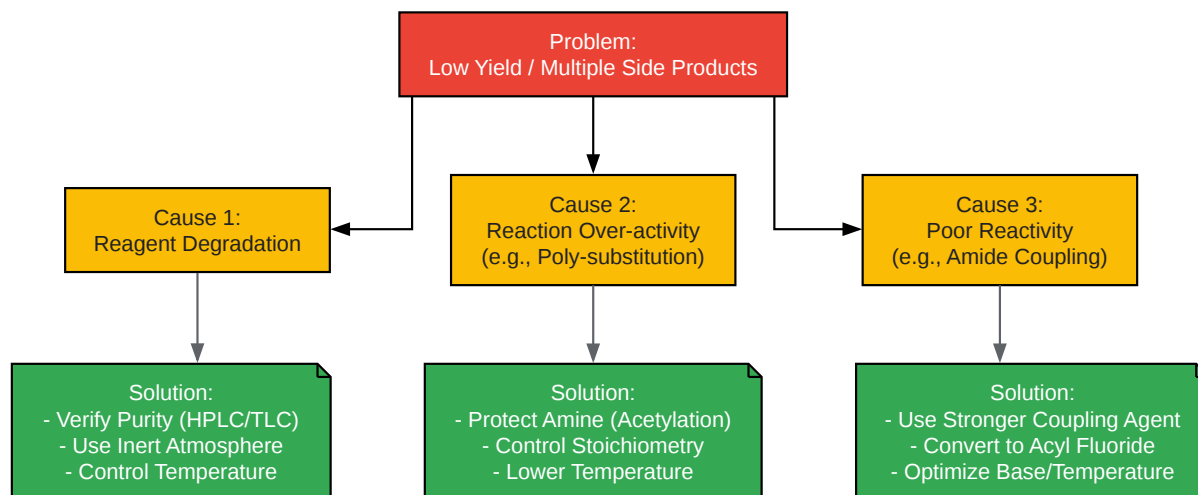 Problem:
Low Yield / Multiple Side Products
Cause 1:
Reagent Degradation
Cause 2:
Reaction Over-activity
(e.g., Poly-substitution)
Cause 3:
Poor Reactivity
(e.g., Amide Coupling)
Solution:
- Verify Purity (HPLC/TLC)
- Use Inert Atmosphere
- Control Temperature
Solution:
- Protect Amine (Acetylation)
- Control Stoichiometry
- Lower Temperature
Solution:
- Use Stronger Coupling Agent
- Convert to Acyl Fluoride
- Optimize Base/Temperature